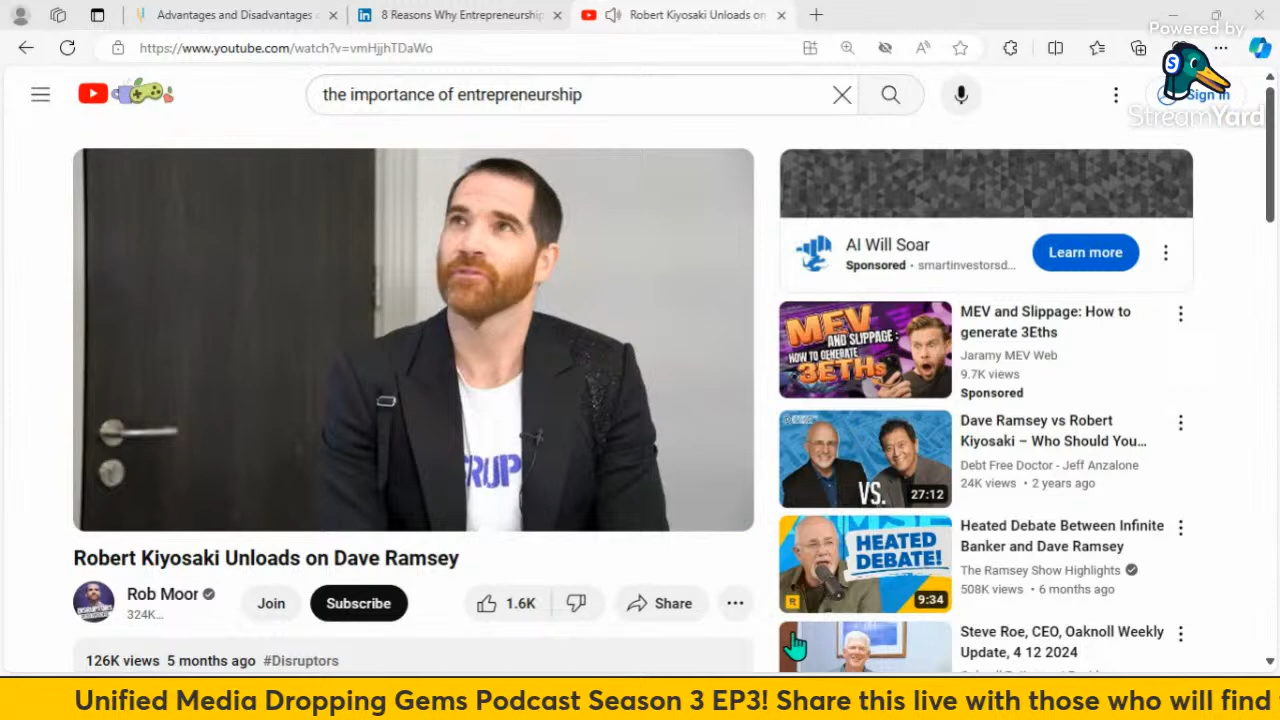 Advantages and Disadvantages o
8 Reasons Why Entrepreneurship
Robert Kiyosaki Unloads on
https://www.youtube.com/watch?v=vmHjjhTDaWo
Powered by
StreamYard
the importance of entrepreneurship
Sign in
RUP
AI Will Soar
Sponsored · smartinvestorsd...
Learn more
MEV
AND SLIPPAGE:
HOW TO GENERATE
3ETHs
MEV and Slippage: How to
generate 3Eths
Jaramy MEV Web
9.7K views
Sponsored
VS.
27:12
Dave Ramsey vs Robert
Kiyosaki – Who Should You...
Debt Free Doctor - Jeff Anzalone
24K views • 2 years ago
HEATED
DEBATE!
9:34
Heated Debate Between Infinite
Banker and Dave Ramsey
The Ramsey Show Highlights
508K views • 6 months ago
Steve Roe, CEO, Oaknoll Weekly
Update, 4 12 2024
Robert Kiyosaki Unloads on Dave Ramsey
Rob Moor
324K...
Join
Subscribe
1.6K
Share
126K views 5 months ago #Disruptors
Unified Media Dropping Gems Podcast Season 3 EP3! Share this live with those who will find